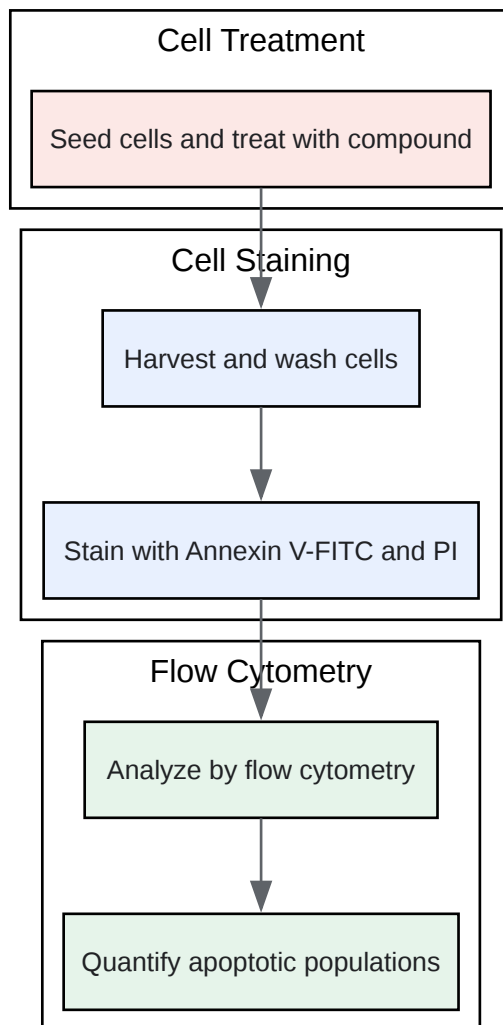 Cell Treatment
Seed cells and treat with compound
Cell Staining
Harvest and wash cells
Stain with Annexin V-FITC and PI
Flow Cytometry
Analyze by flow cytometry
Quantify apoptotic populations